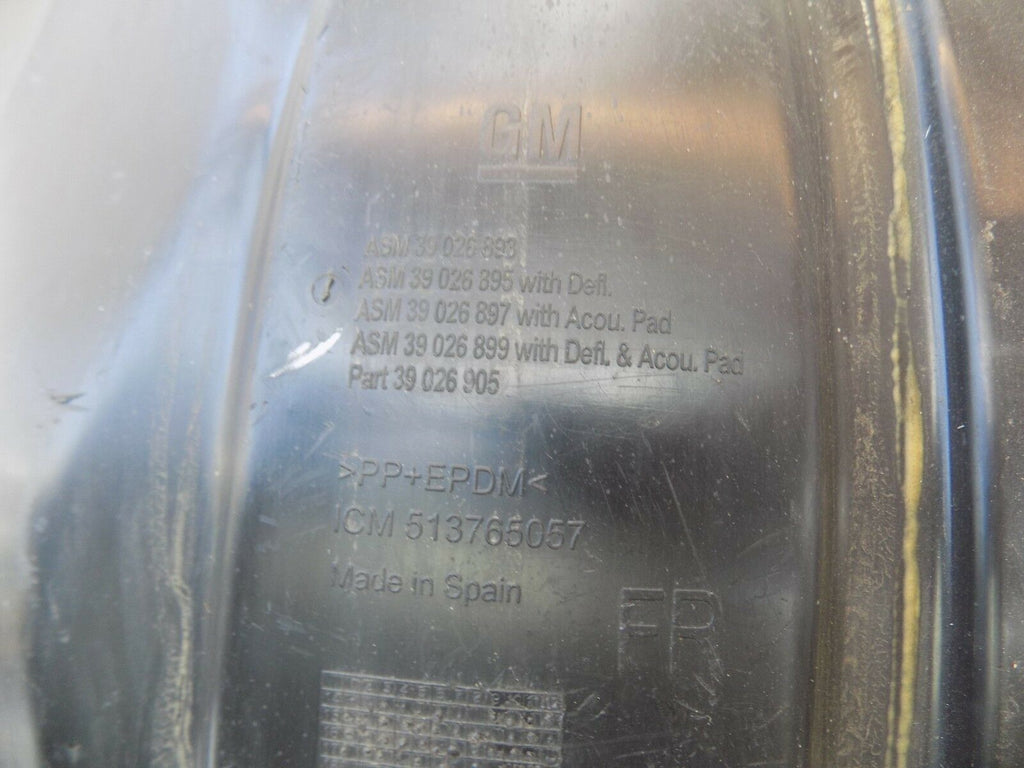 GM
ASM 39 026 893
ASM 39 026 895 with Defl.
ASM 39 026 897 with Acou. Pad
ASM 39 026 899 with Defl. & Acou. Pad
Part 39 026 905
>PP+EPDM<
ICM 513765057
Made in Spain
FR